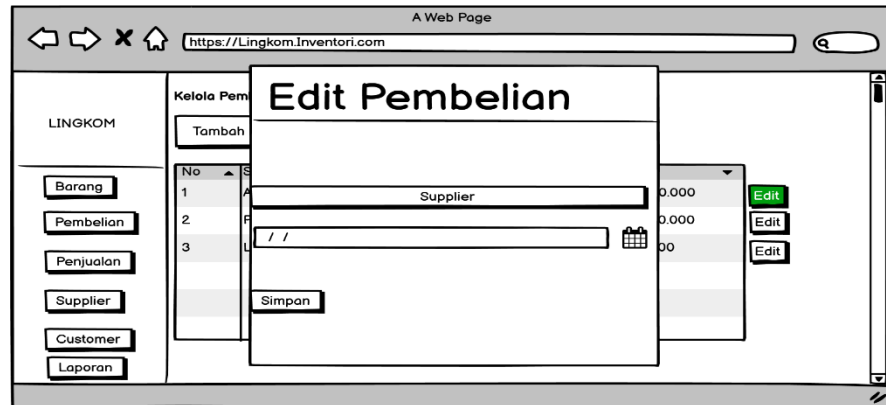 A Web Page
https://Lingkom.Inventori.com
LINGKOM
Barang
Pembelian
Penjualan
Supplier
Customer
Laporan
Kelola Pem
Tambah
No S
1 A 0.000 Edit
2 P 0.000 Edit
3 L 00 Edit
Edit Pembelian
Supplier
/ /
Simpan